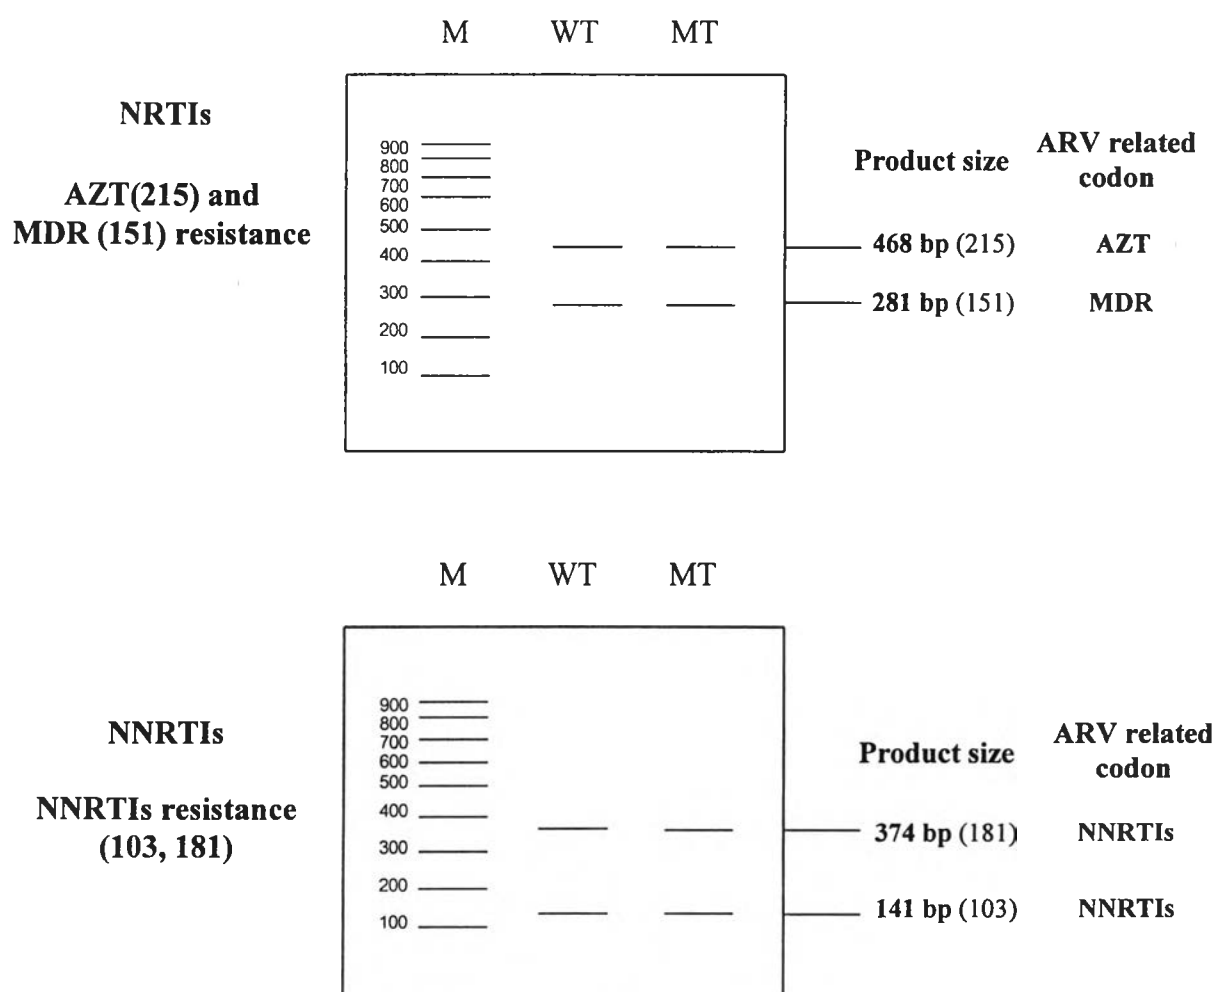 M WT MT
NRTIs
AZT(215) and
MDR (151) resistance
900
800
700
600
500
400
300
200
100
Product size
ARV related
codon
468 bp (215) AZT
281 bp (151) MDR
M WT MT
NNRTIs
NNRTIs resistance
(103, 181)
900
800
700
600
500
400
300
200
100
Product size
ARV related
codon
374 bp (181) NNRTIs
141 bp (103) NNRTIs